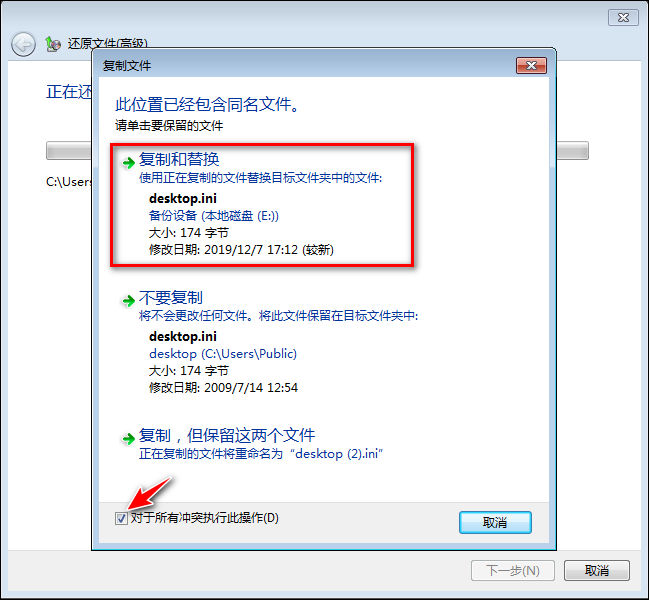 还原文件(高级)
复制文件
正在还
此位置已经包含同名文件。
请单击要保留的文件
复制和替换
使用正在复制的文件替换目标文件夹中的文件:
C:\Users
desktop.ini
备份设备 (本地磁盘 (E:))
大小: 174 字节
修改日期: 2019/12/7 17:12 (较新)
不要复制
将不会更改任何文件。将此文件保留在目标文件夹中:
desktop.ini
desktop (C:\Users\Public)
大小: 174 字节
修改日期: 2009/7/14 12:54
复制，但保留这两个文件
正在复制的文件将重命名为“desktop (2).ini”
对于所有冲突执行此操作(D)
取消
下一步(N)
取消